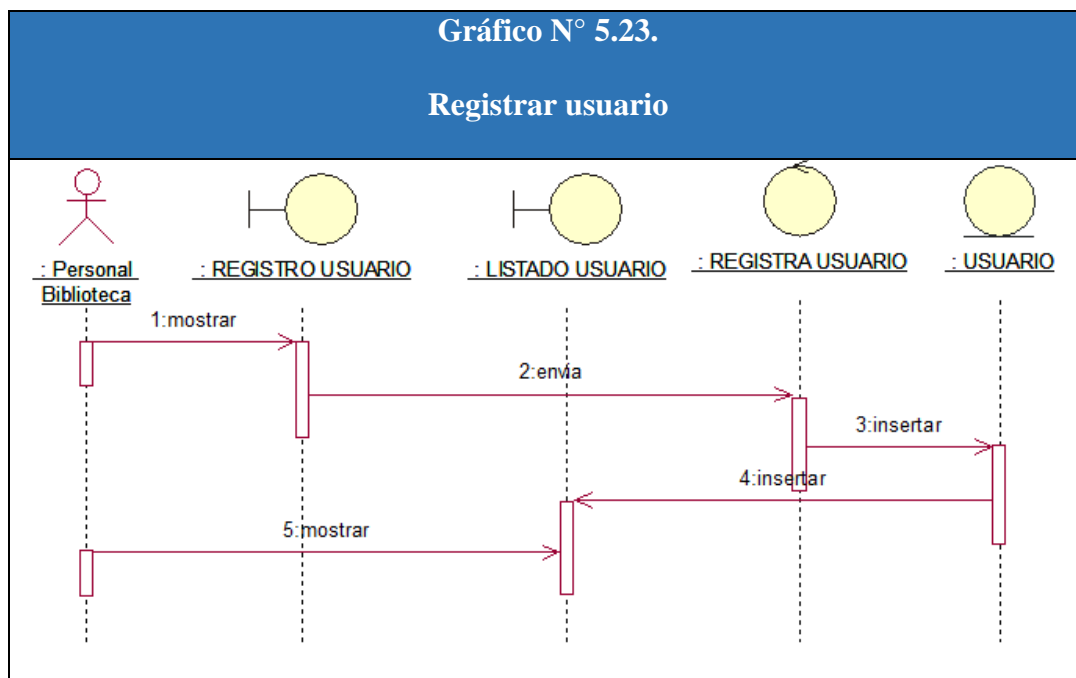 Gráfico N° 5.23.
Registrar usuario
: Personal
Biblioteca
: REGISTRO USUARIO
: LISTADO USUARIO
: REGISTRA USUARIO
: USUARIO
1:mostrar
2:envia
3:insertar
4:insertar
5:mostrar